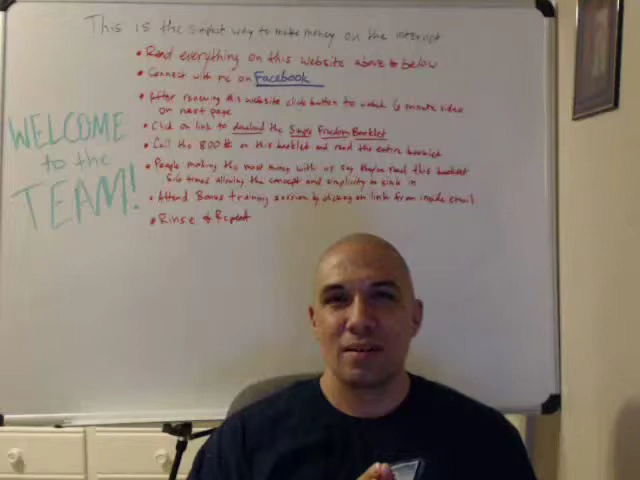 This is the simplest way to make money on the internet
• Read everything on this website above & below
• Connect with me on Facebook
• After reviewing this website click button to watch 6 minute video
on next page
• Click on link to download the Super Freedom Booklet
• Call the 800 # on this booklet and read the entire booklet
• People making the most money with us say they've read this booklet
5-6 times allowing the concept and simplicity to sink in
• Attend Bonus training session by clicking on link from inside email
• Rinse & Repeat
WELCOME
to the
TEAM!